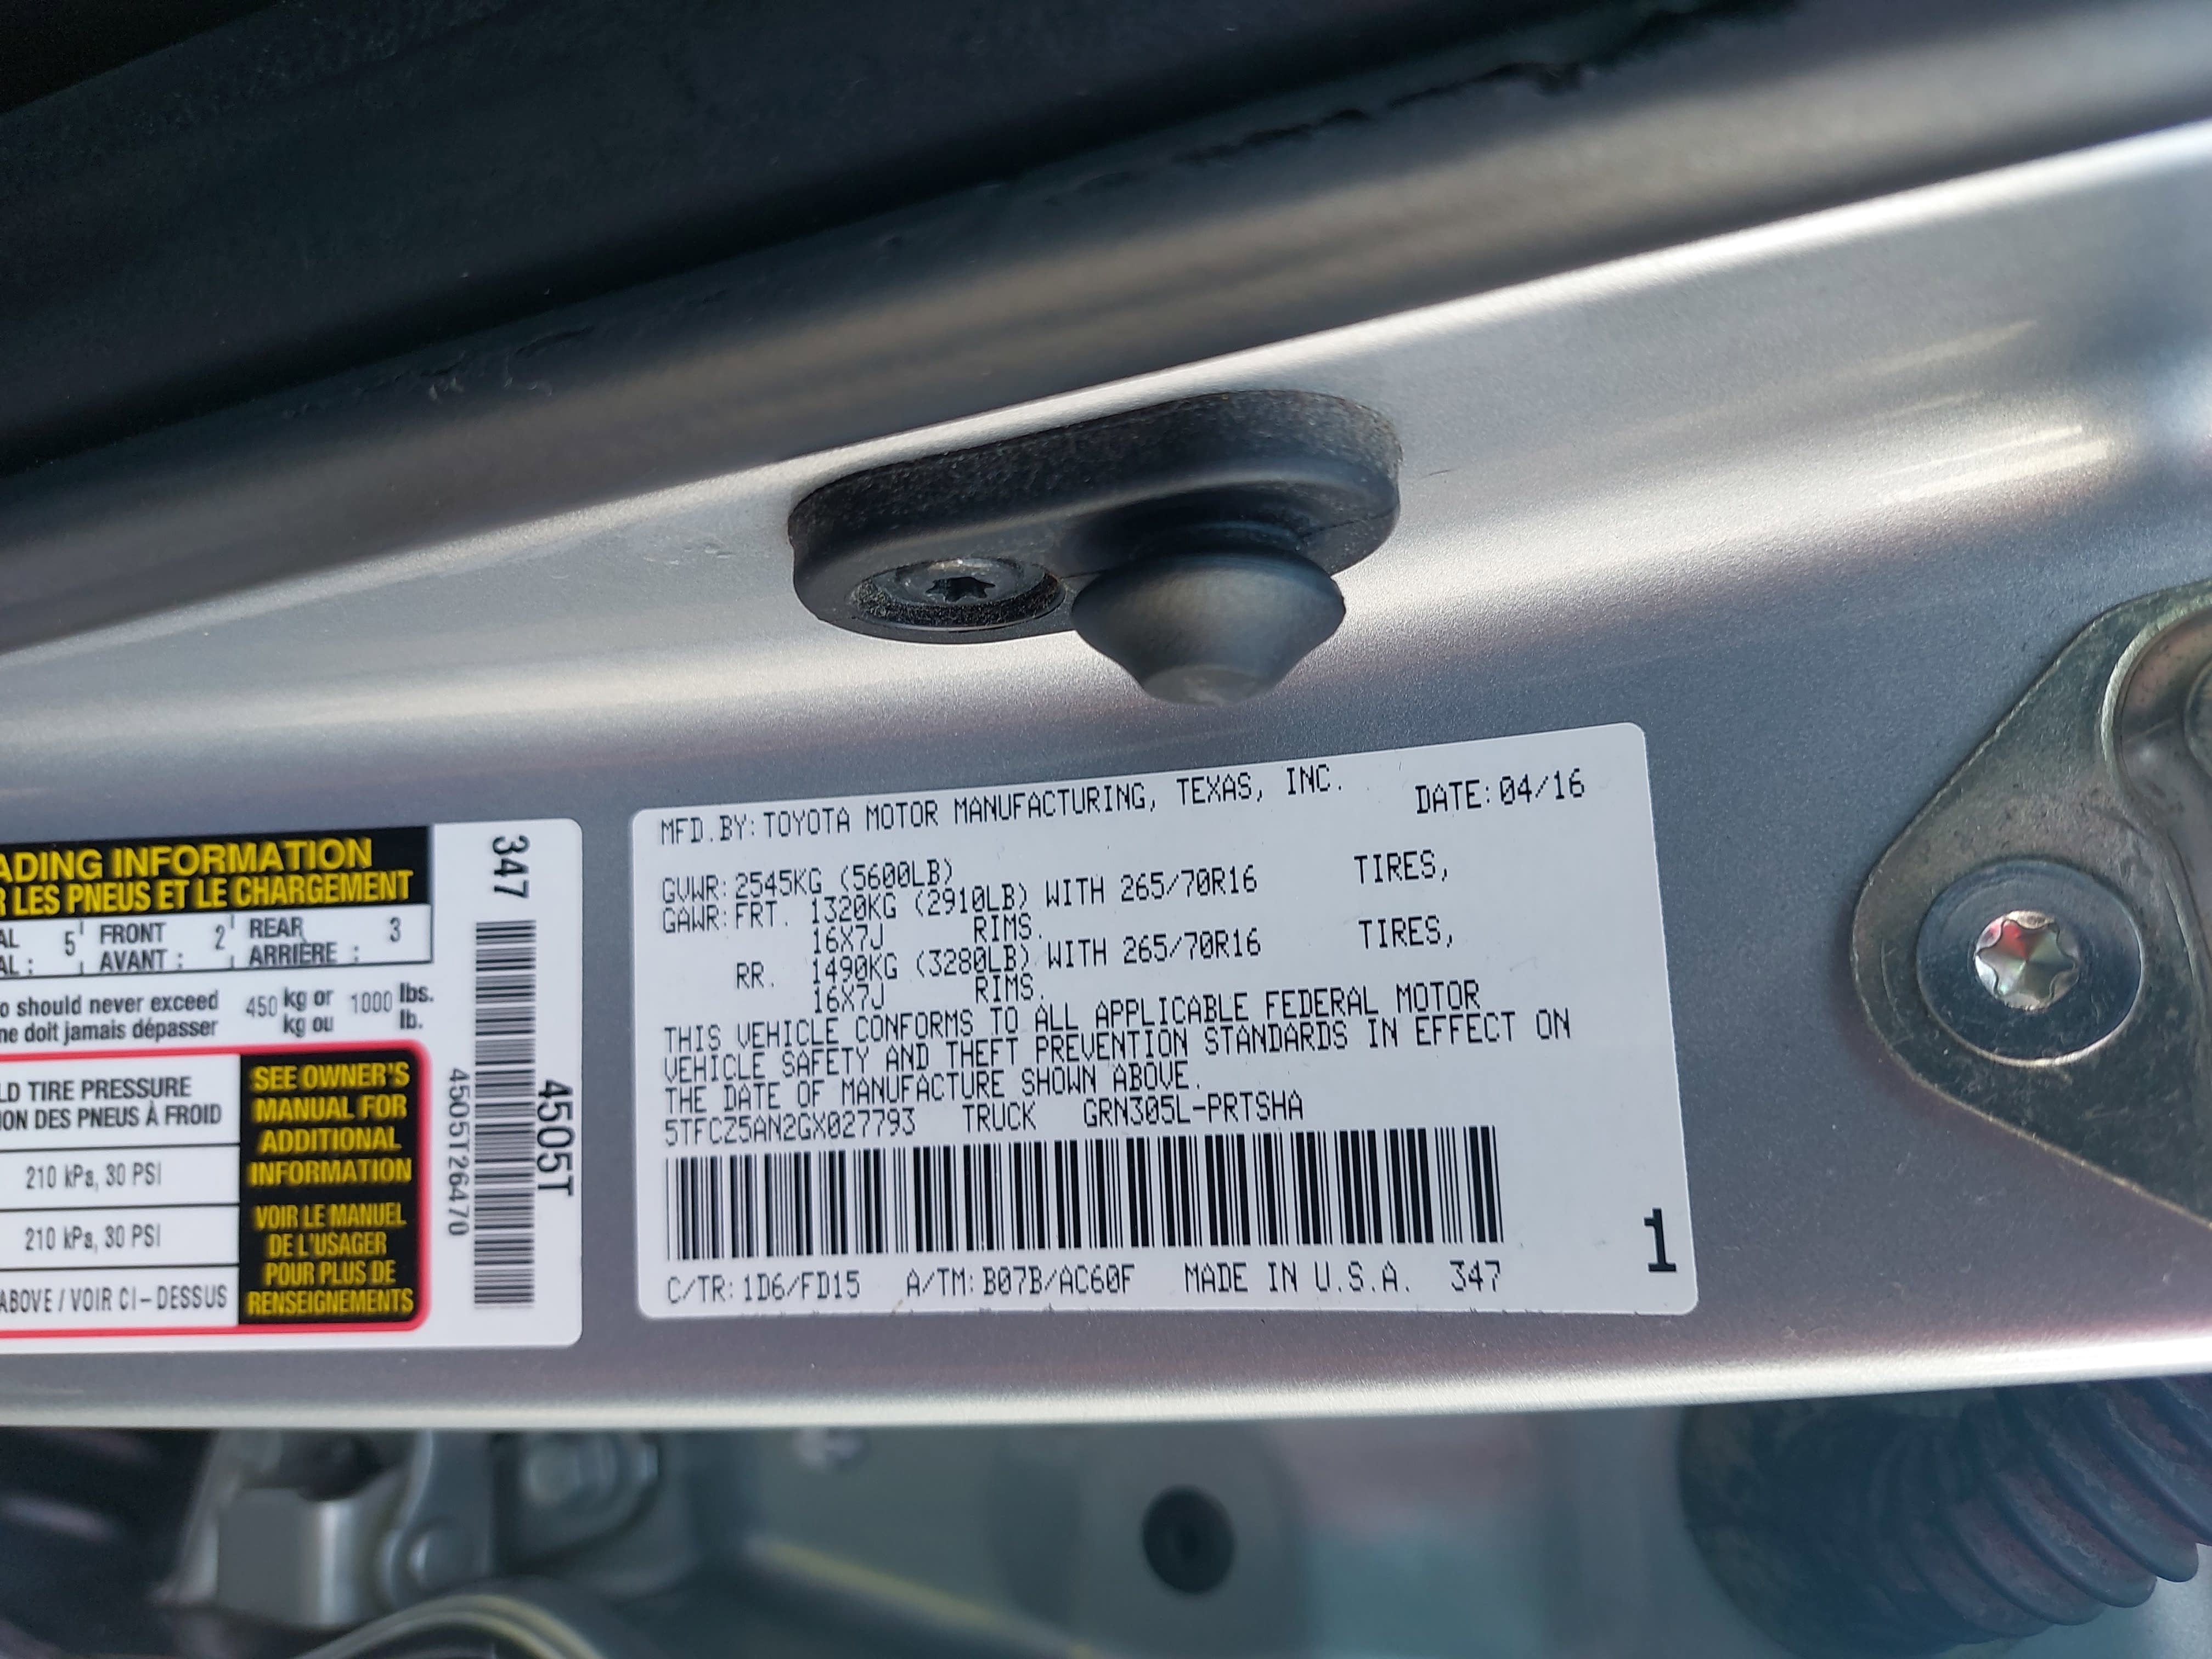 ADING INFORMATION
R LES PNEUS ET LE CHARGEMENT
AL 5 FRONT 2 REAR 3
AL : AVANT : ARRIÈRE :
o should never exceed 450 kg or 1000 lbs.
ne doit jamais dépasser kg ou lb.
LD TIRE PRESSURE
ION DES PNEUS À FROID
210 kPa, 30 PSI
210 kPa, 30 PSI
ABOVE / VOIR CI-DESSUS
SEE OWNER'S
MANUAL FOR
ADDITIONAL
INFORMATION
VOIR LE MANUEL
DE L'USAGER
POUR PLUS DE
RENSEIGNEMENTS
347
4505T
4505T26470
MFD.BY:TOYOTA MOTOR MANUFACTURING, TEXAS, INC. DATE:04/16
GVWR:2545KG (5600LB)
GAWR:FRT. 1320KG (2910LB) WITH 265/70R16 TIRES,
16X7J RIMS.
RR. 1490KG (3280LB) WITH 265/70R16 TIRES,
16X7J RIMS.
THIS VEHICLE CONFORMS TO ALL APPLICABLE FEDERAL MOTOR
VEHICLE SAFETY AND THEFT PREVENTION STANDARDS IN EFFECT ON
THE DATE OF MANUFACTURE SHOWN ABOVE.
5TFCZ5AN2GX027793 TRUCK GRN305L-PRTSHA
C/TR:1D6/FD15 A/TM:B07B/AC60F MADE IN U.S.A. 347
1